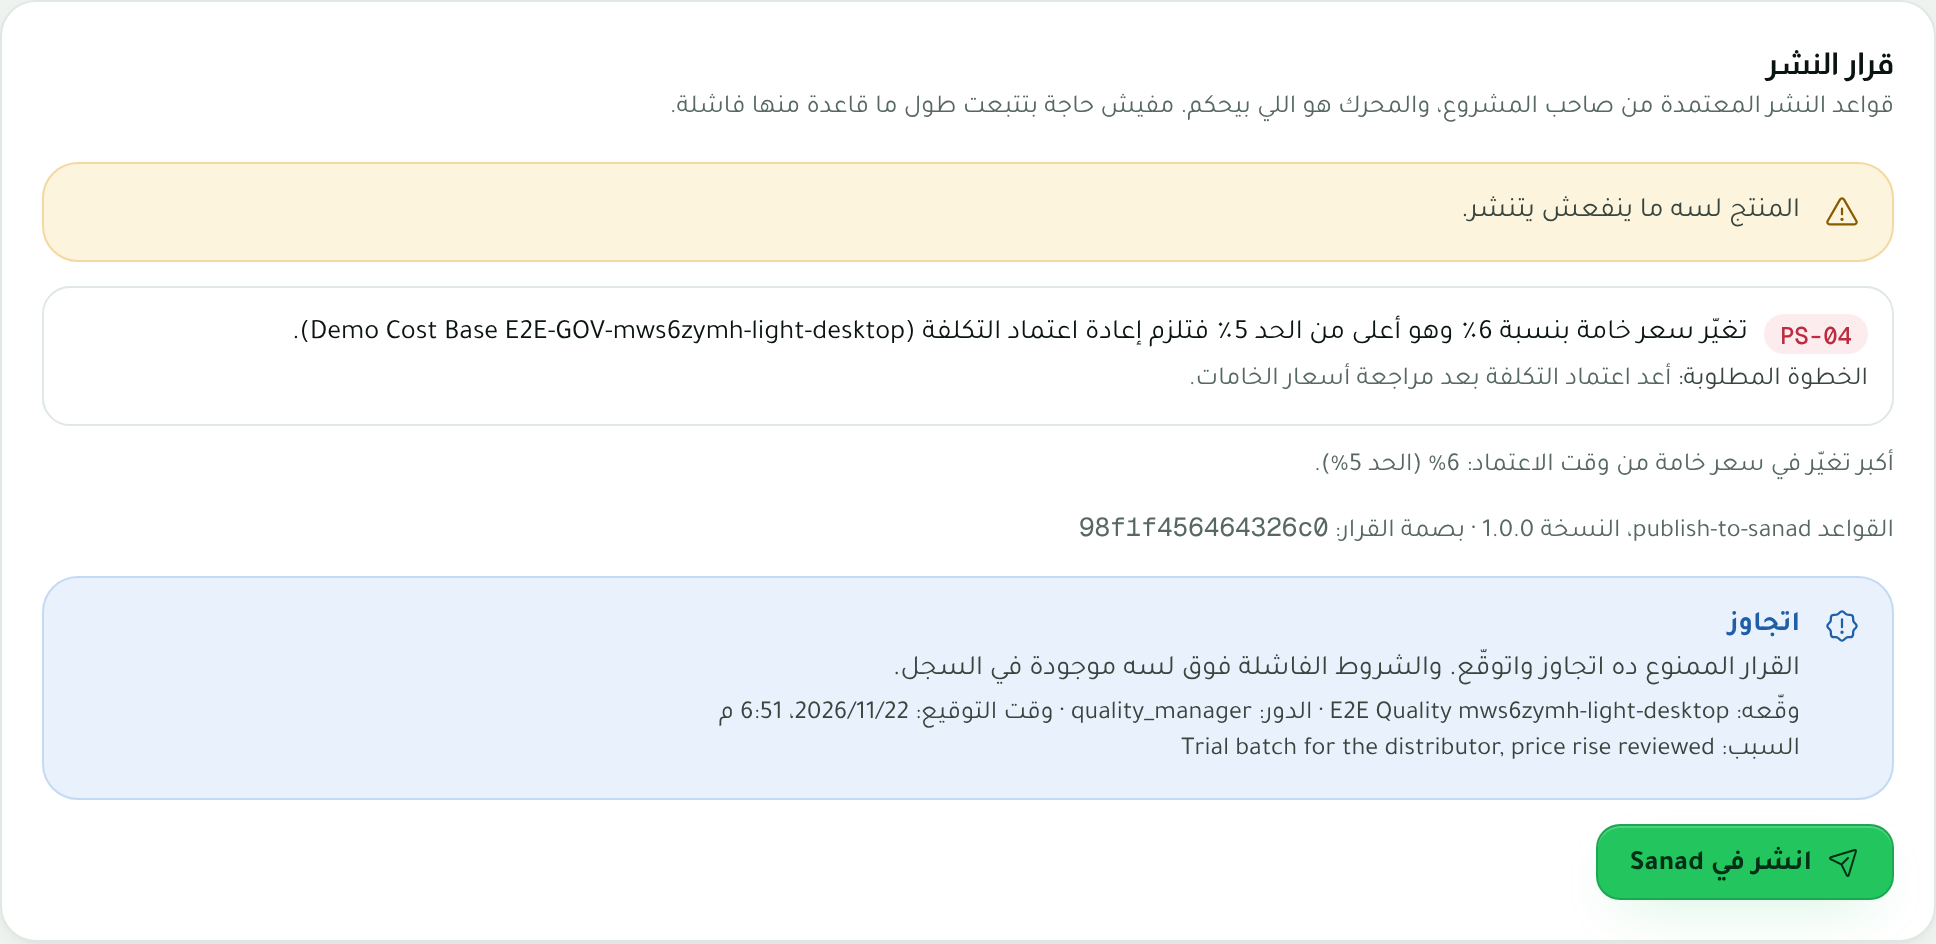 قرار النشر
قواعد النشر المعتمدة من صاحب المشروع، والمحرك هو اللي بيحكم. مفيش حاجة بتتبعت طول ما قاعدة منها فاشلة.
المنتج لسه ما ينفعش يتنشر.
PS-04 تغيّر سعر خامة بنسبة 6٪ وهو أعلى من الحد 5٪ فتلزم إعادة اعتماد التكلفة (Demo Cost Base E2E-GOV-mws6zymh-light-desktop).
الخطوة المطلوبة: أعد اعتماد التكلفة بعد مراجعة أسعار الخامات.
أكبر تغيّر في سعر خامة من وقت الاعتماد: 6% (الحد 5%).
القواعد publish-to-sanad، النسخة 1.0.0 · بصمة القرار: 98f1f456464326c0
اتجاوز
القرار الممنوع ده اتجاوز واتوقّع. والشروط الفاشلة فوق لسه موجودة في السجل.
وقّعه: E2E Quality mws6zymh-light-desktop · الدور: quality_manager · وقت التوقيع: 2026/11/22، 6:51 م
السبب: Trial batch for the distributor, price rise reviewed
انشر في Sanad